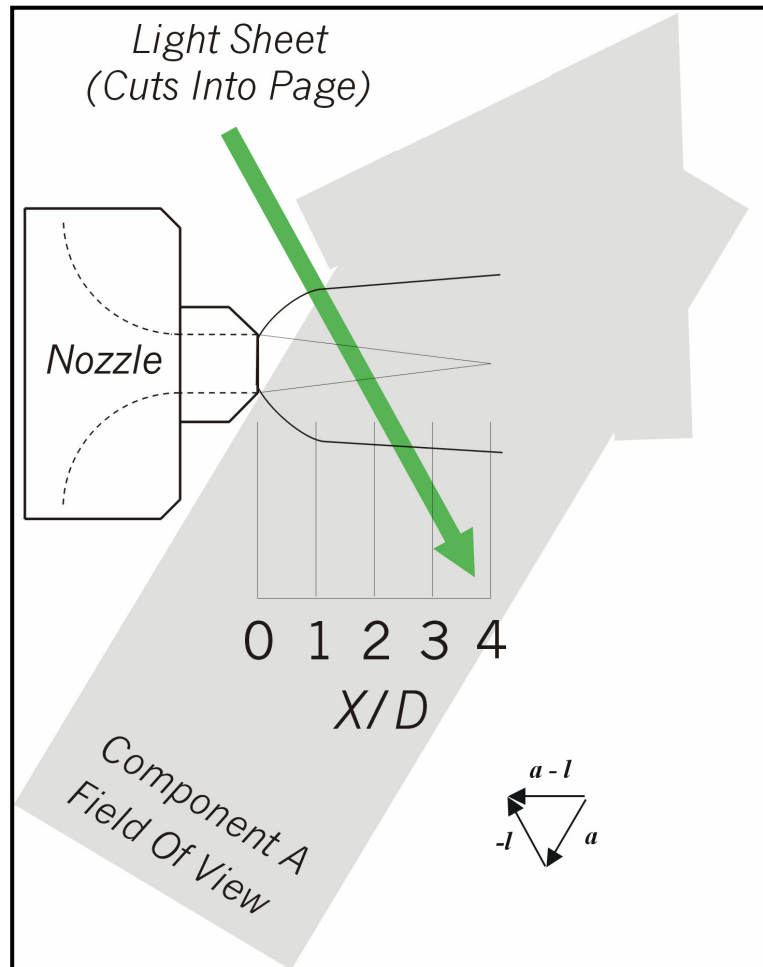 Light Sheet
(Cuts Into Page)
Nozzle
0 1 2 3 4
X/D
Component A
Field Of View
a - l
-l
a